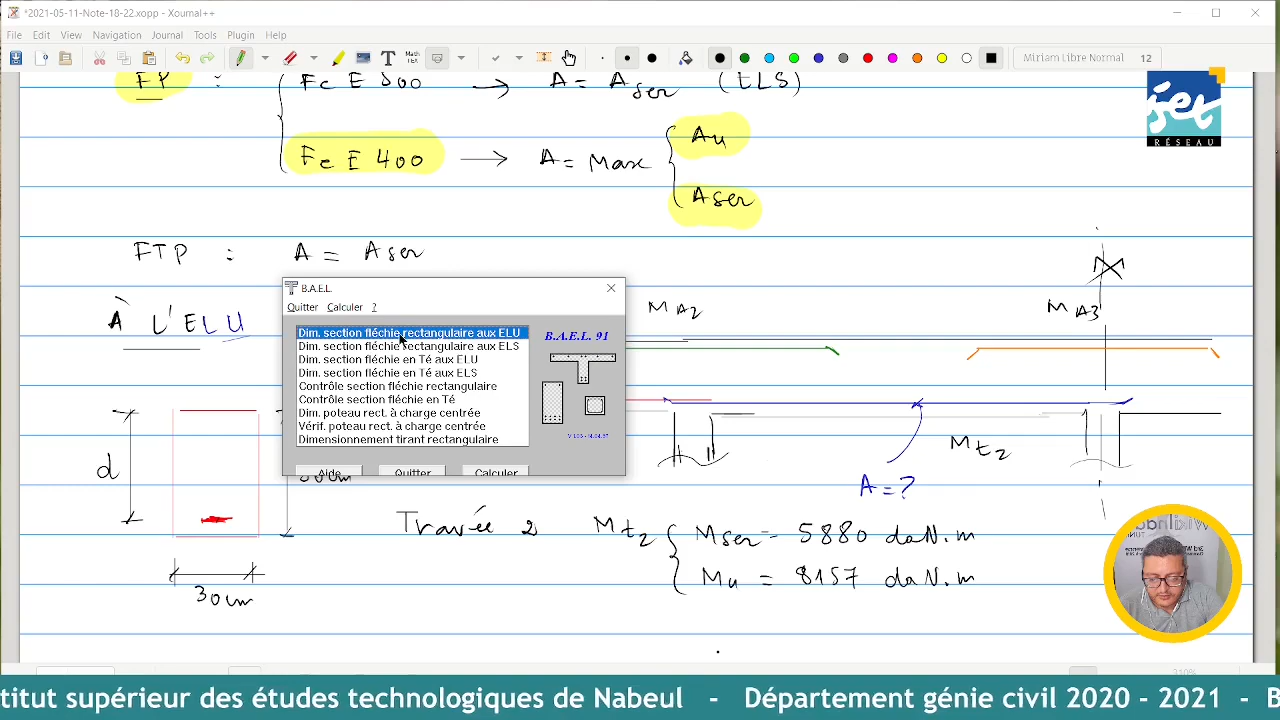 *2021-05-11-Note-18-22.xopp - Xournal++
File Edit View Navigation Journal Tools Plugin Help
T Math TEX Miriam Libre Normal 12
FP : Fe E 500 → A = Aser (ELS)
iset
RÉSEAU
Fe E 400 → A = Max Au
Aser
FTP : A = Aser
À L'ELU
MA2 MA3
B.A.E.L.
Quitter Calculer ?
Dim. section fléchie rectangulaire aux ELU
Dim. section fléchie rectangulaire aux ELS
Dim. section fléchie en Té aux ELU
Dim. section fléchie en Té aux ELS
Contrôle section fléchie rectangulaire
Contrôle section fléchie en Té
Dim. poteau rect. à charge centrée
Vérif. poteau rect. à charge centrée
Dimensionnement tirant rectangulaire
B.A.E.L. 91
Aide Quitter Calculer
d
Mt2
A = ?
Travée 2 Mt2 Mser = 5880 daN.m
Mu = 8157 daN.m
30cm
310%
titut supérieur des études technologiques de Nabeul - Département génie civil 2020 - 2021 - B